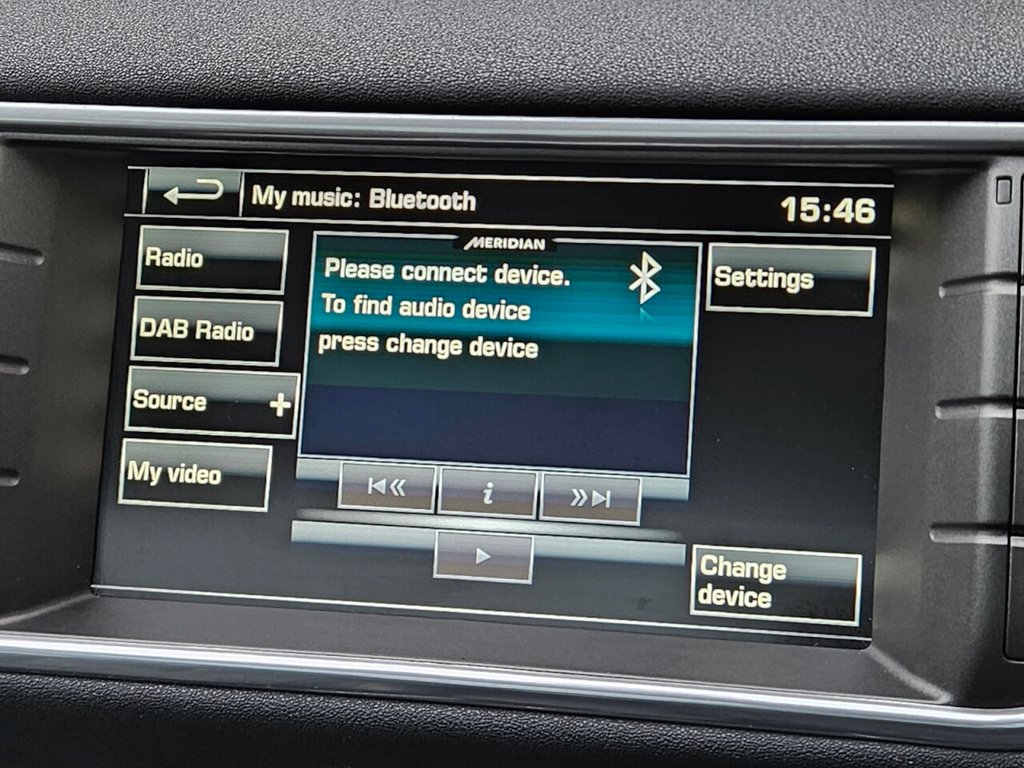 My music: Bluetooth
15:46
Radio
DAB Radio
Source +
My video
MERIDIAN
Please connect device.
To find audio device
press change device
i
Settings
Change
device